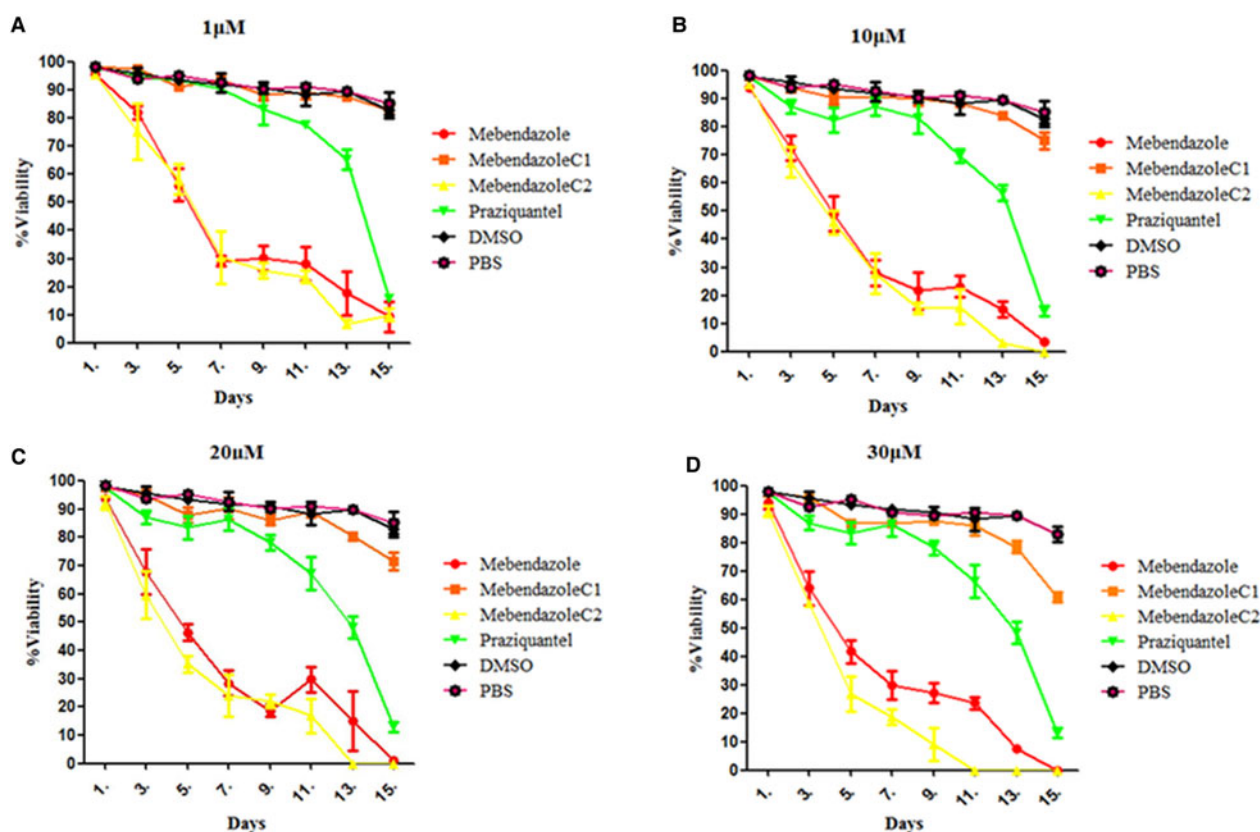 A
1µM
100
90
80
70
60
50
40
30
20
10
0
%Viability
1.
3.
5.
7.
9.
11.
13.
15.
Days
Mebendazole
MebendazoleC1
MebendazoleC2
Praziquantel
DMSO
PBS
B
10µM
100
90
80
70
60
50
40
30
20
10
0
%Viability
1.
3.
5.
7.
9.
11.
13.
15.
Days
Mebendazole
MebendazoleC1
MebendazoleC2
Praziquantel
DMSO
PBS
C
20µM
100
90
80
70
60
50
40
30
20
10
0
%Viability
1.
3.
5.
7.
9.
11.
13.
15.
Days
Mebendazole
MebendazoleC1
MebendazoleC2
Praziquantel
DMSO
PBS
D
30µM
100
90
80
70
60
50
40
30
20
10
0
%Viability
1.
3.
5.
7.
9.
11.
13.
15.
Days
Mebendazole
MebendazoleC1
MebendazoleC2
Praziquantel
DMSO
PBS